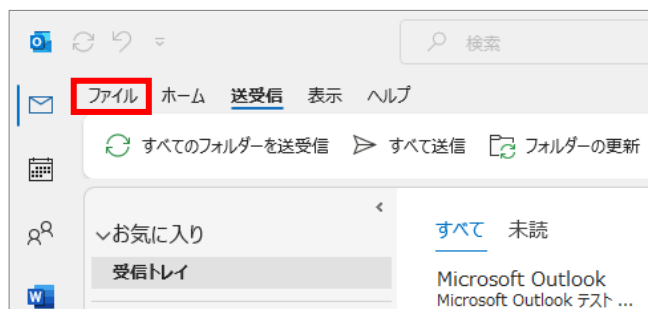 検索
ファイル ホーム 送受信 表示 ヘルプ
すべてのフォルダーを送受信 すべて送信 フォルダーの更新
お気に入り
すべて 未読
受信トレイ
Microsoft Outlook
Microsoft Outlook テスト ...